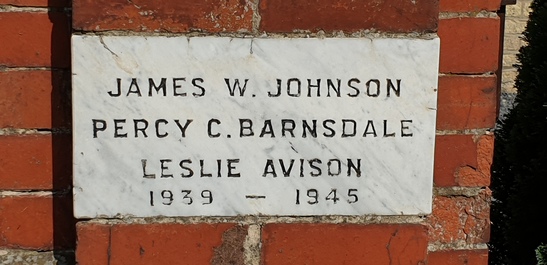 JAMES W. JOHNSON
PERCY C. BARNSDALE
LESLIE AVISON
1939 — 1945